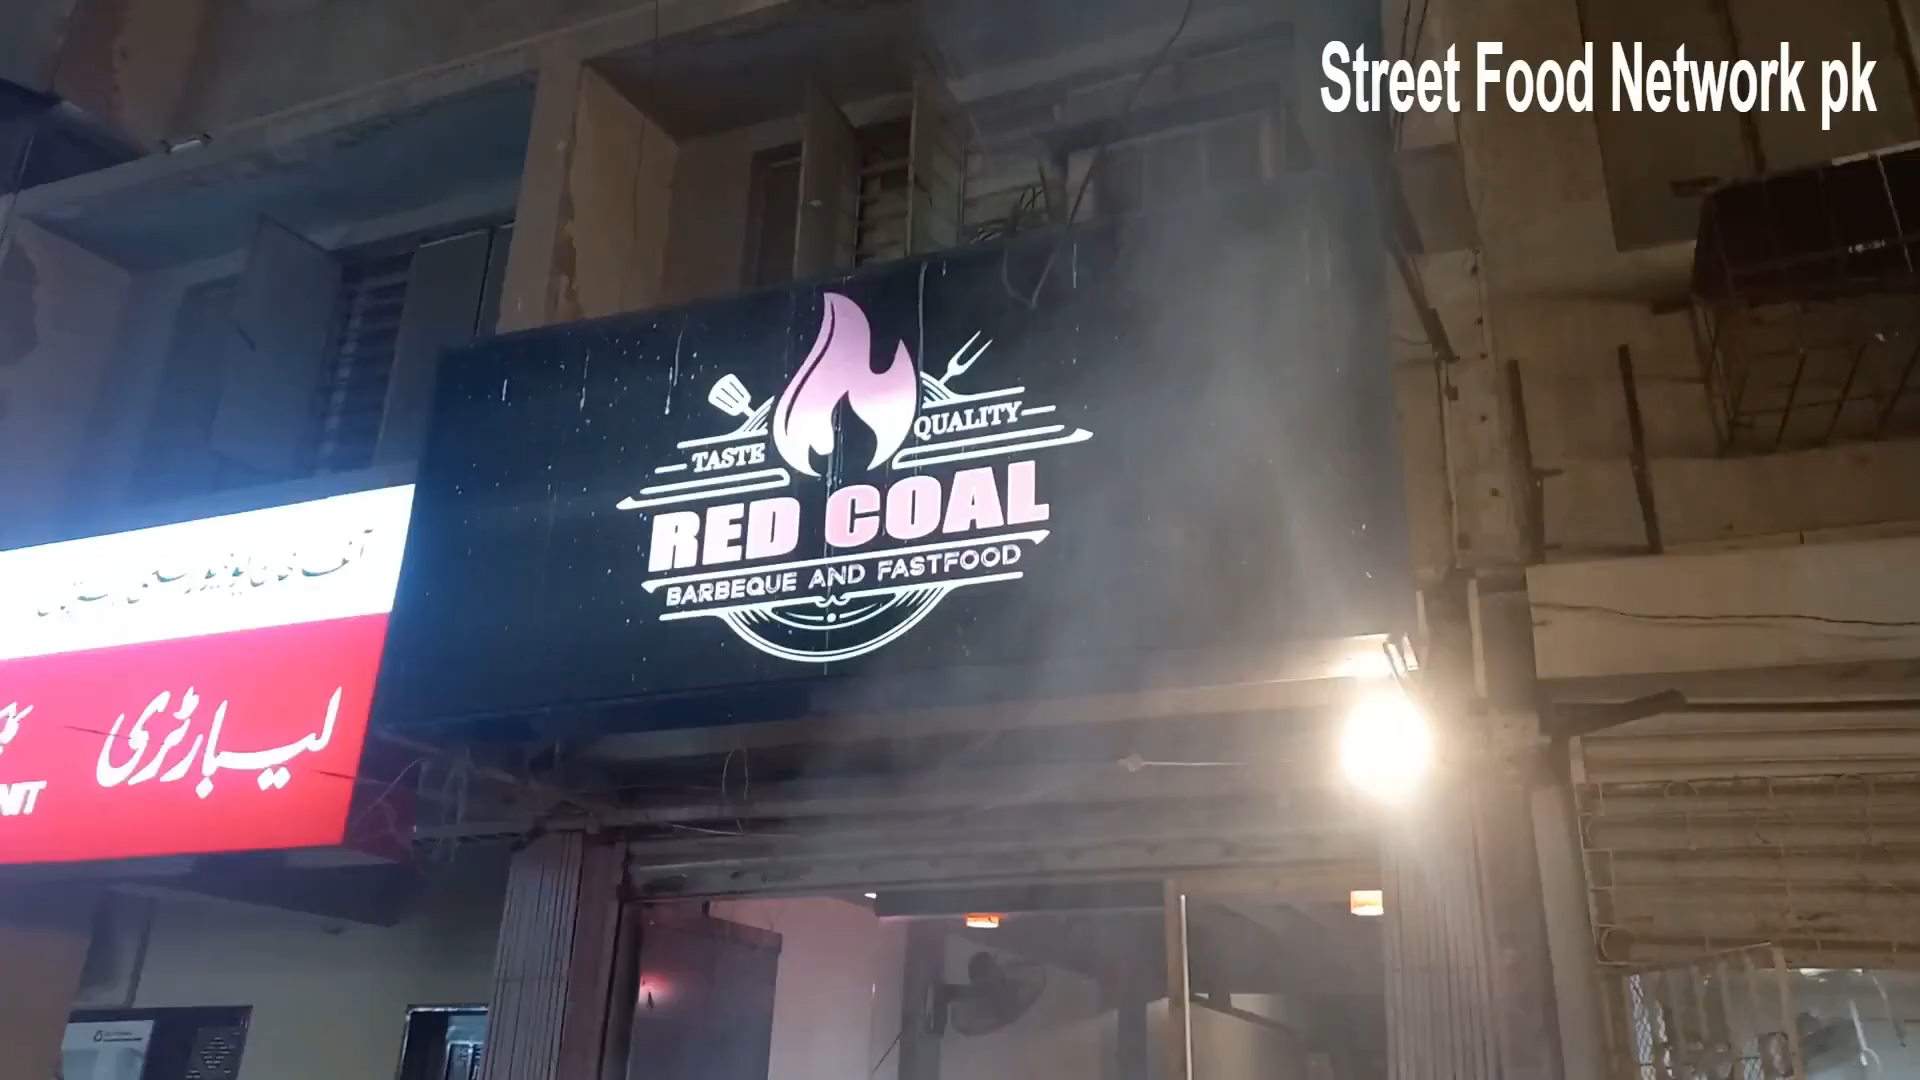 Street Food Network pk
TASTE QUALITY
RED COAL
BARBEQUE AND FASTFOOD
لیبارٹری